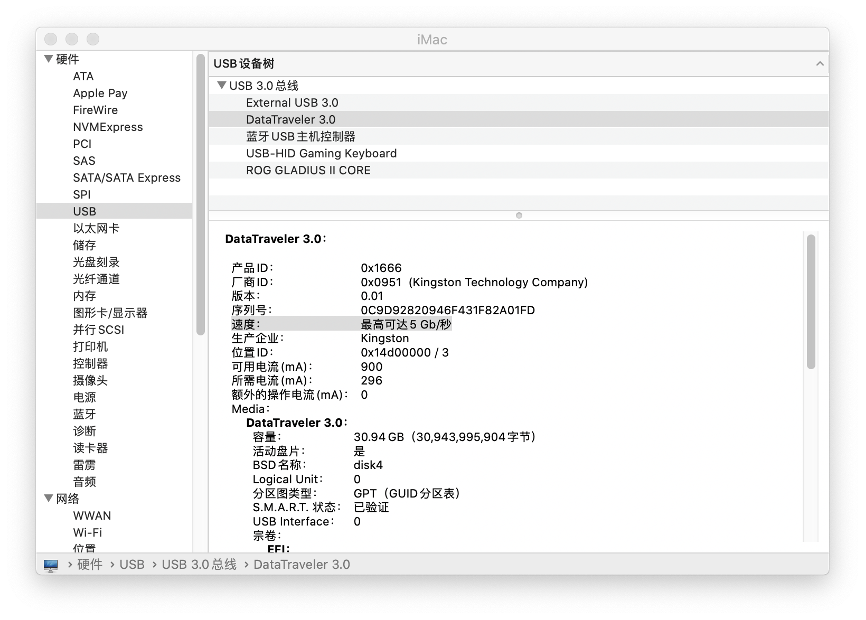 iMac
硬件
ATA
Apple Pay
FireWire
NVMExpress
PCI
SAS
SATA/SATA Express
SPI
USB
以太网卡
储存
光盘刻录
光纤通道
内存
图形卡/显示器
并行 SCSI
打印机
控制器
摄像头
电源
蓝牙
诊断
读卡器
雷雳
音频
网络
WWAN
Wi-Fi
位置
USB 设备树
USB 3.0 总线
External USB 3.0
DataTraveler 3.0
蓝牙 USB 主机控制器
USB-HID Gaming Keyboard
ROG GLADIUS II CORE
DataTraveler 3.0：
产品 ID： 0x1666
厂商 ID： 0x0951 (Kingston Technology Company)
版本： 0.01
序列号： 0C9D92820946F431F82A01FD
速度： 最高可达 5 Gb/秒
生产企业： Kingston
位置 ID： 0x14d00000 / 3
可用电流 (mA)： 900
所需电流 (mA)： 296
额外的操作电流 (mA)： 0
Media：
DataTraveler 3.0：
容量： 30.94 GB（30,943,995,904 字节）
活动盘片： 是
BSD 名称： disk4
Logical Unit： 0
分区图类型： GPT（GUID 分区表）
S.M.A.R.T. 状态： 已验证
USB Interface： 0
宗卷：
EFI：
硬件 › USB › USB 3.0 总线 › DataTraveler 3.0